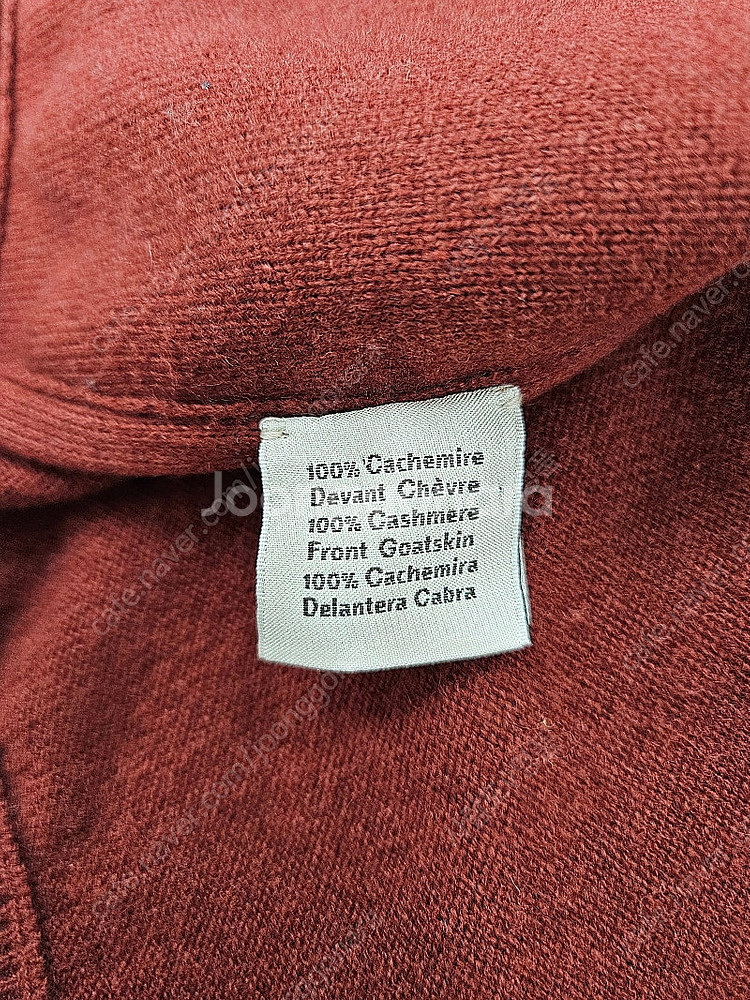 100% Cachemire
Devant Chèvre
100% Cashmere
Front Goatskin
100% Cachemira
Delantera Cabra